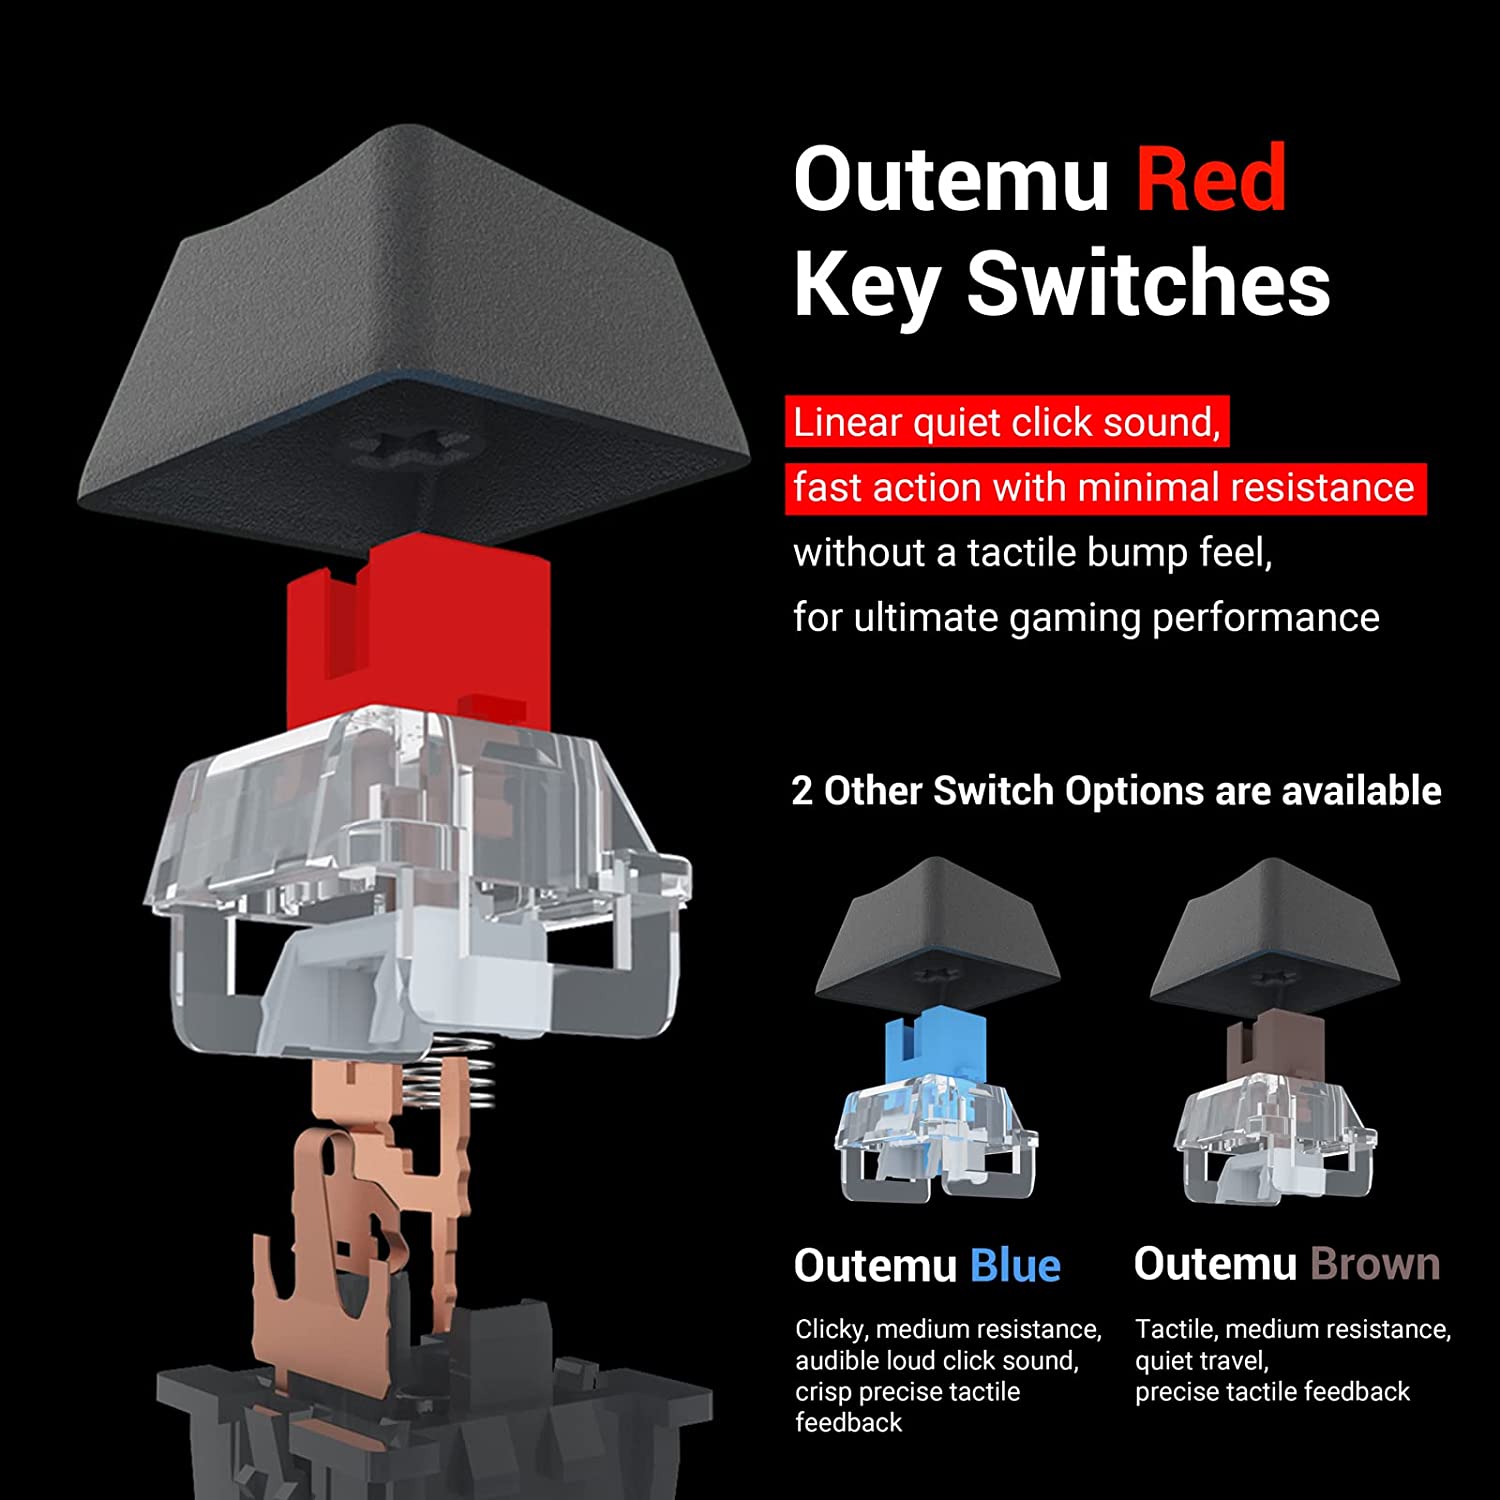 Outemu Red
Key Switches
Linear quiet click sound,
fast action with minimal resistance
without a tactile bump feel,
for ultimate gaming performance
2 Other Switch Options are available
Outemu Blue
Clicky, medium resistance,
audible loud click sound,
crisp precise tactile
feedback
Outemu Brown
Tactile, medium resistance,
quiet travel,
precise tactile feedback